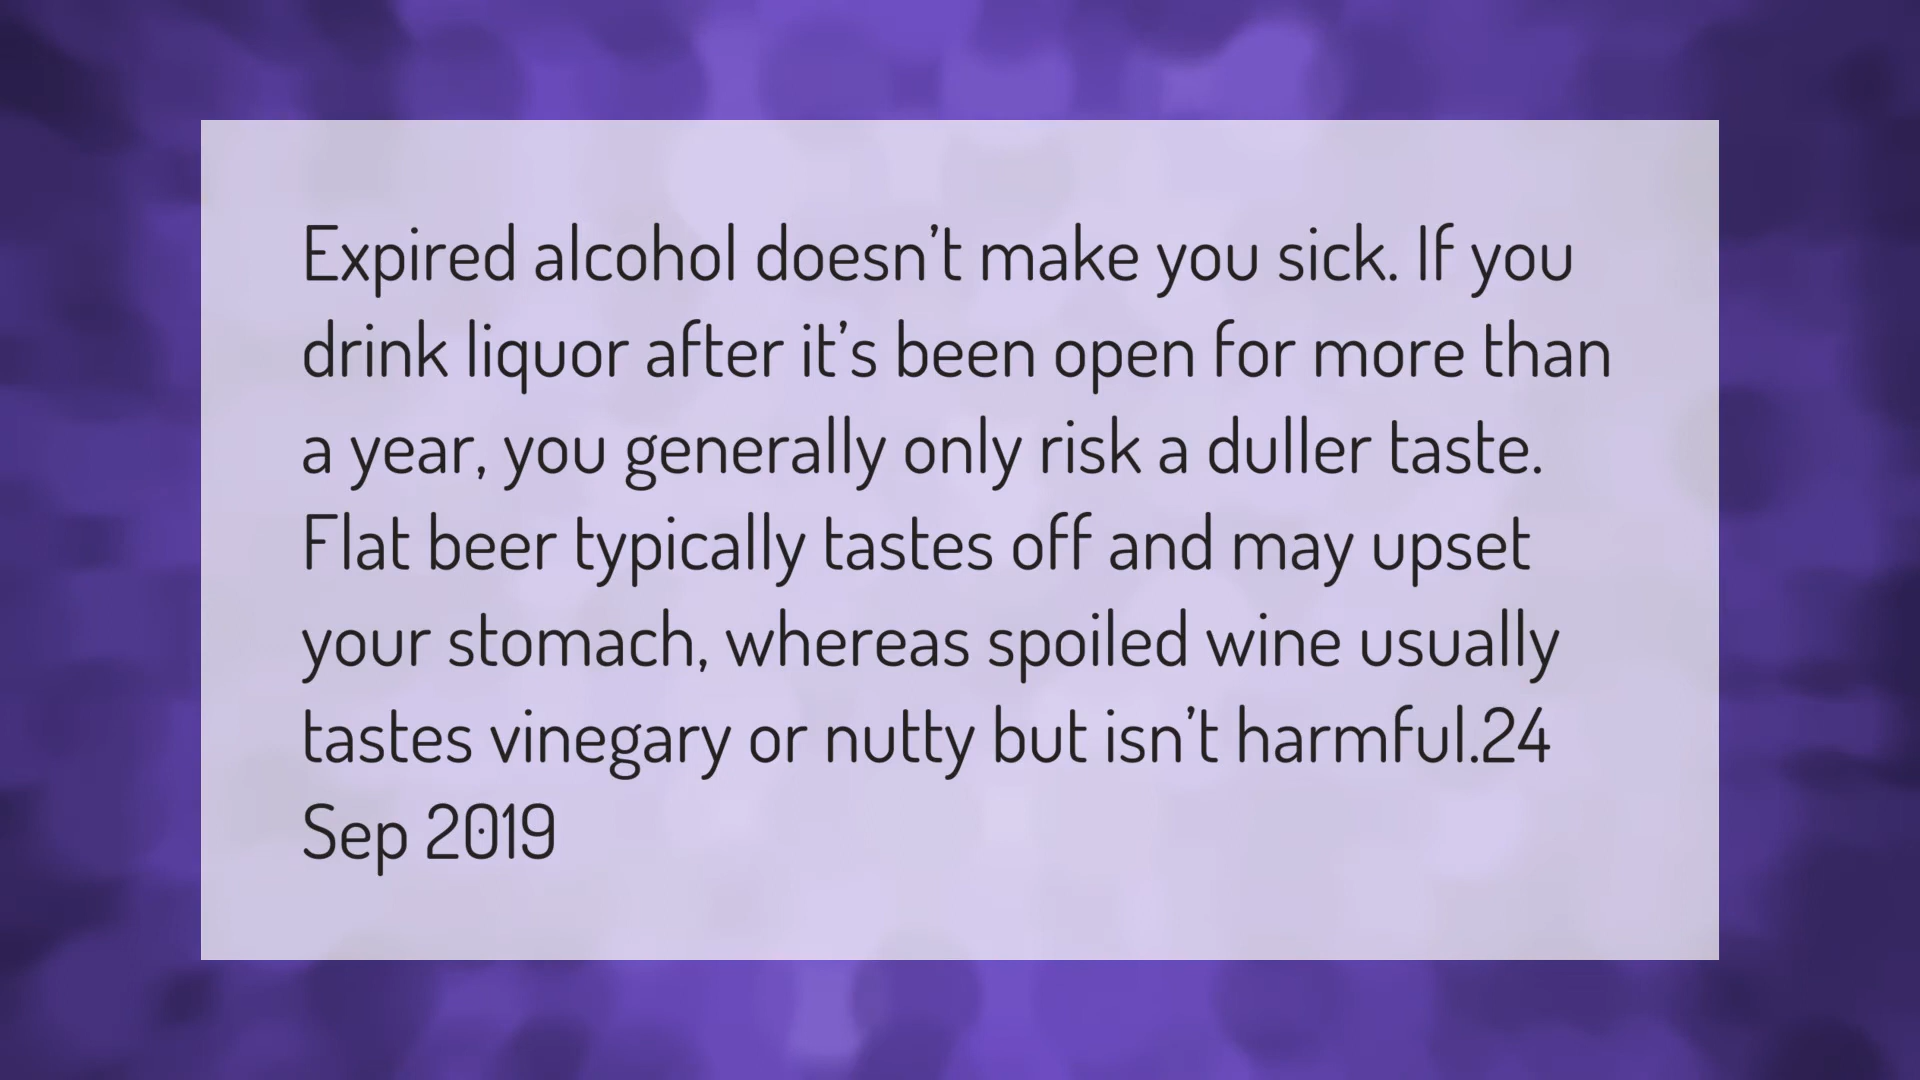 Expired alcohol doesn't make you sick. If you
drink liquor after it's been open for more than
a year, you generally only risk a duller taste.
Flat beer typically tastes off and may upset
your stomach, whereas spoiled wine usually
tastes vinegary or nutty but isn't harmful.24
Sep 2019